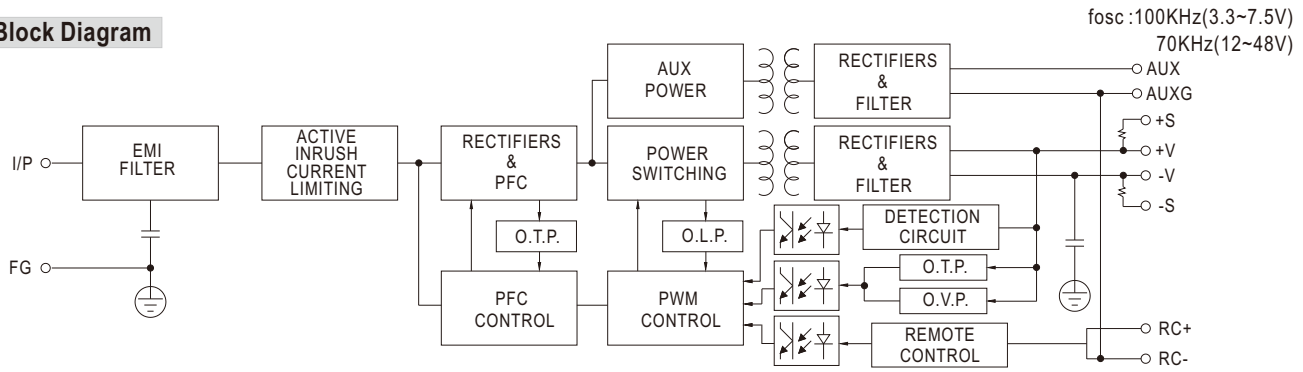 Block Diagram
fosc :100KHz(3.3~7.5V)
70KHz(12~48V)
I/P
EMI
FILTER
FG
ACTIVE
INRUSH
CURRENT
LIMITING
RECTIFIERS
&
PFC
O.T.P.
PFC
CONTROL
AUX
POWER
POWER
SWITCHING
O.L.P.
PWM
CONTROL
RECTIFIERS
&
FILTER
RECTIFIERS
&
FILTER
DETECTION
CIRCUIT
O.T.P.
O.V.P.
REMOTE
CONTROL
AUX
AUXG
+S
+V
-V
-S
RC+
RC-